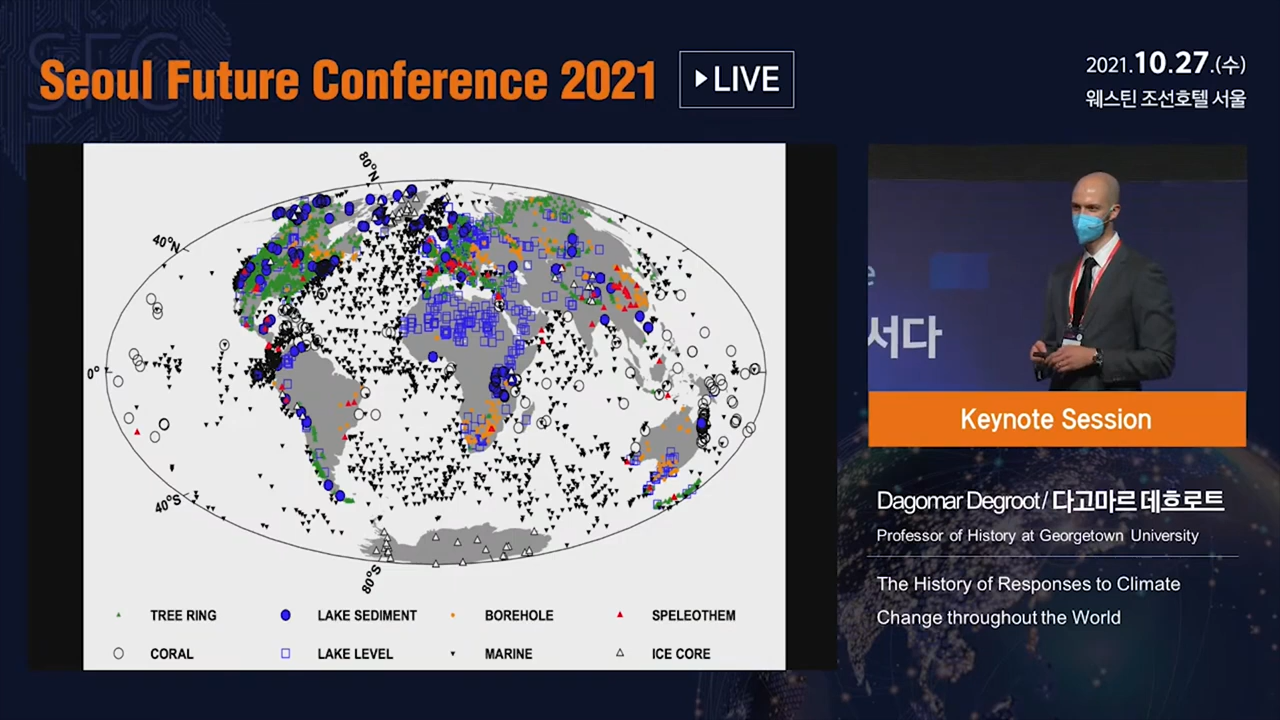 SFC
Seoul Future Conference 2021
LIVE
2021.10.27.(수)
웨스틴 조선호텔 서울
80°N
40°N
0°
40°S
80°S
TREE RING
LAKE SEDIMENT
BOREHOLE
SPELEOTHEM
CORAL
LAKE LEVEL
MARINE
ICE CORE
e
서다
Keynote Session
Dagomar Degroot / 다고마르 데흐로트
Professor of History at Georgetown University
The History of Responses to Climate
Change throughout the World